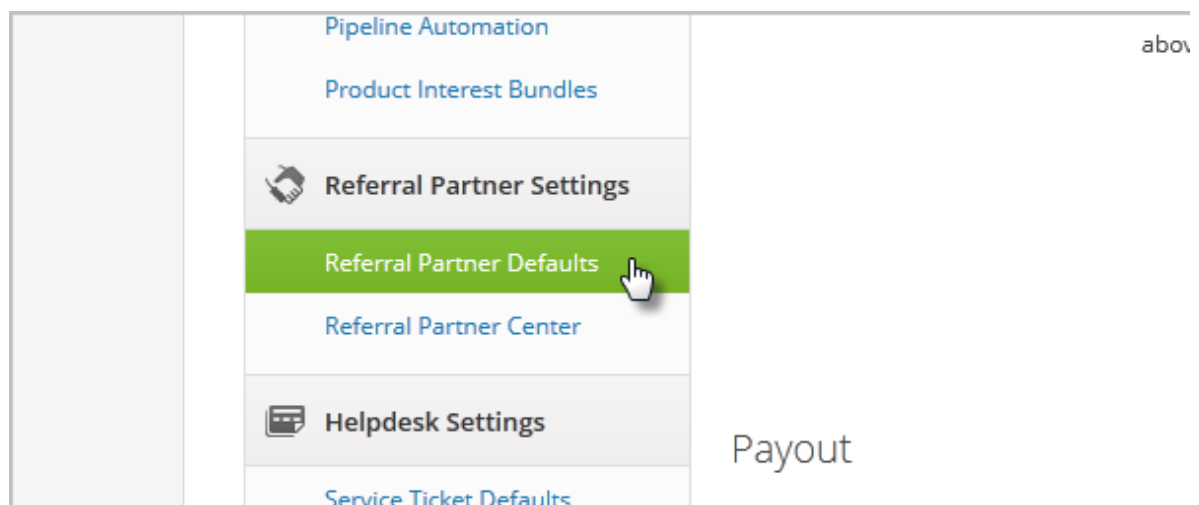 Pipeline Automation
Product Interest Bundles
Referral Partner Settings
Referral Partner Defaults
Referral Partner Center
Helpdesk Settings
Service Ticket Defaults
abov
Payout